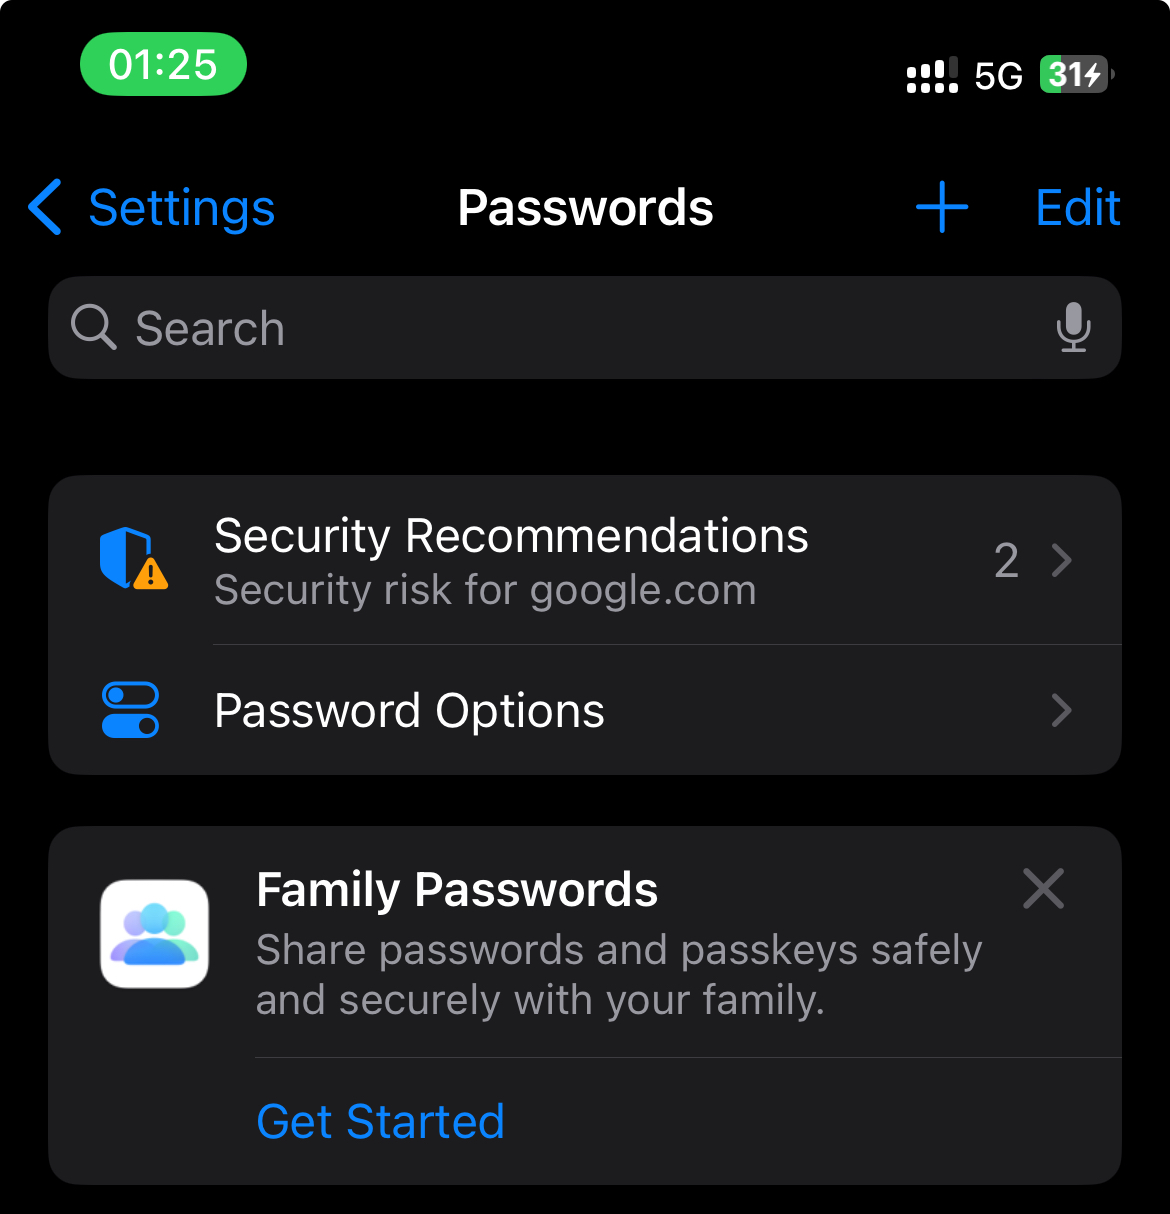 01:25
5G
31
Settings
Passwords
Edit
Search
Security Recommendations
2
Security risk for google.com
Password Options
Family Passwords
Share passwords and passkeys safely
and securely with your family.
Get Started